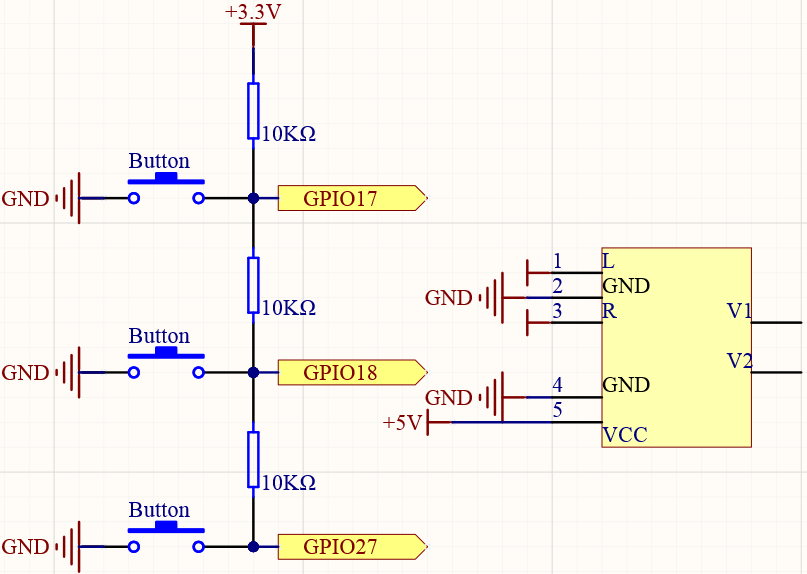 +3.3V
10KΩ
Button
GND
GPIO17
10KΩ
Button
GND
GPIO18
10KΩ
Button
GND
GPIO27
1 L
GND 2 GND
3 R
V1
V2
GND 4 GND
+5V 5
VCC